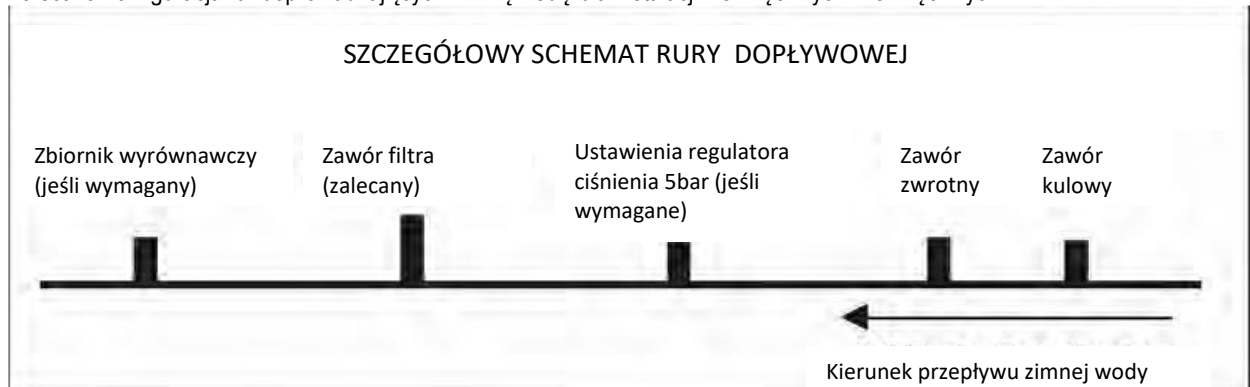 SZCZEGÓŁOWY SCHEMAT RURY DOPŁYWOWEJ
Zbiornik wyrównawczy
(jeśli wymagany)
Zawór filtra
(zalecany)
Ustawienia regulatora
ciśnienia 5bar (jeśli
wymagane)
Zawór
zwrotny
Zawór
kulowy
Kierunek przepływu zimnej wody